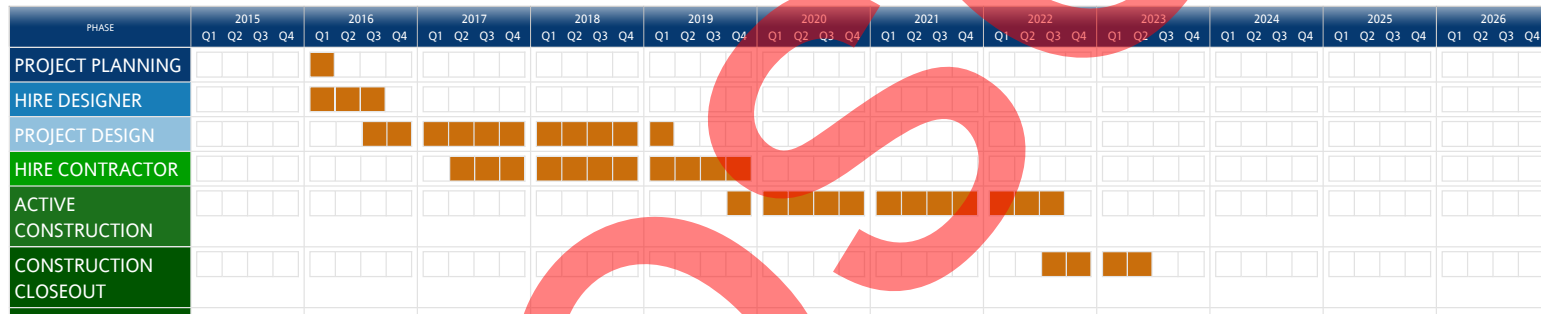 PHASE
2015 2016 2017 2018 2019 2020 2021 2022 2023 2024 2025 2026
Q1 Q2 Q3 Q4 Q1 Q2 Q3 Q4 Q1 Q2 Q3 Q4 Q1 Q2 Q3 Q4 Q1 Q2 Q3 Q4 Q1 Q2 Q3 Q4 Q1 Q2 Q3 Q4 Q1 Q2 Q3 Q4 Q1 Q2 Q3 Q4 Q1 Q2 Q3 Q4 Q1 Q2 Q3 Q4 Q1 Q2 Q3 Q4
PROJECT PLANNING
HIRE DESIGNER
PROJECT DESIGN
HIRE CONTRACTOR
ACTIVE
CONSTRUCTION
CONSTRUCTION
CLOSEOUT